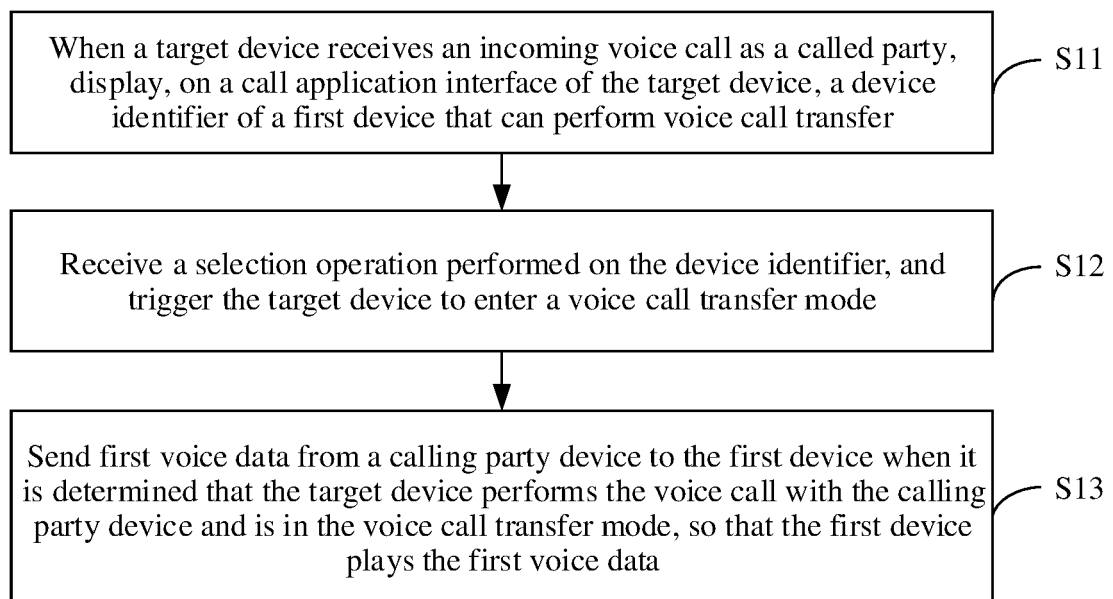 When a target device receives an incoming voice call as a called party,
display, on a call application interface of the target device, a device
identifier of a first device that can perform voice call transfer
S11
Receive a selection operation performed on the device identifier, and
trigger the target device to enter a voice call transfer mode
S12
Send first voice data from a calling party device to the first device when it
is determined that the target device performs the voice call with the calling
party device and is in the voice call transfer mode, so that the first device
plays the first voice data
S13